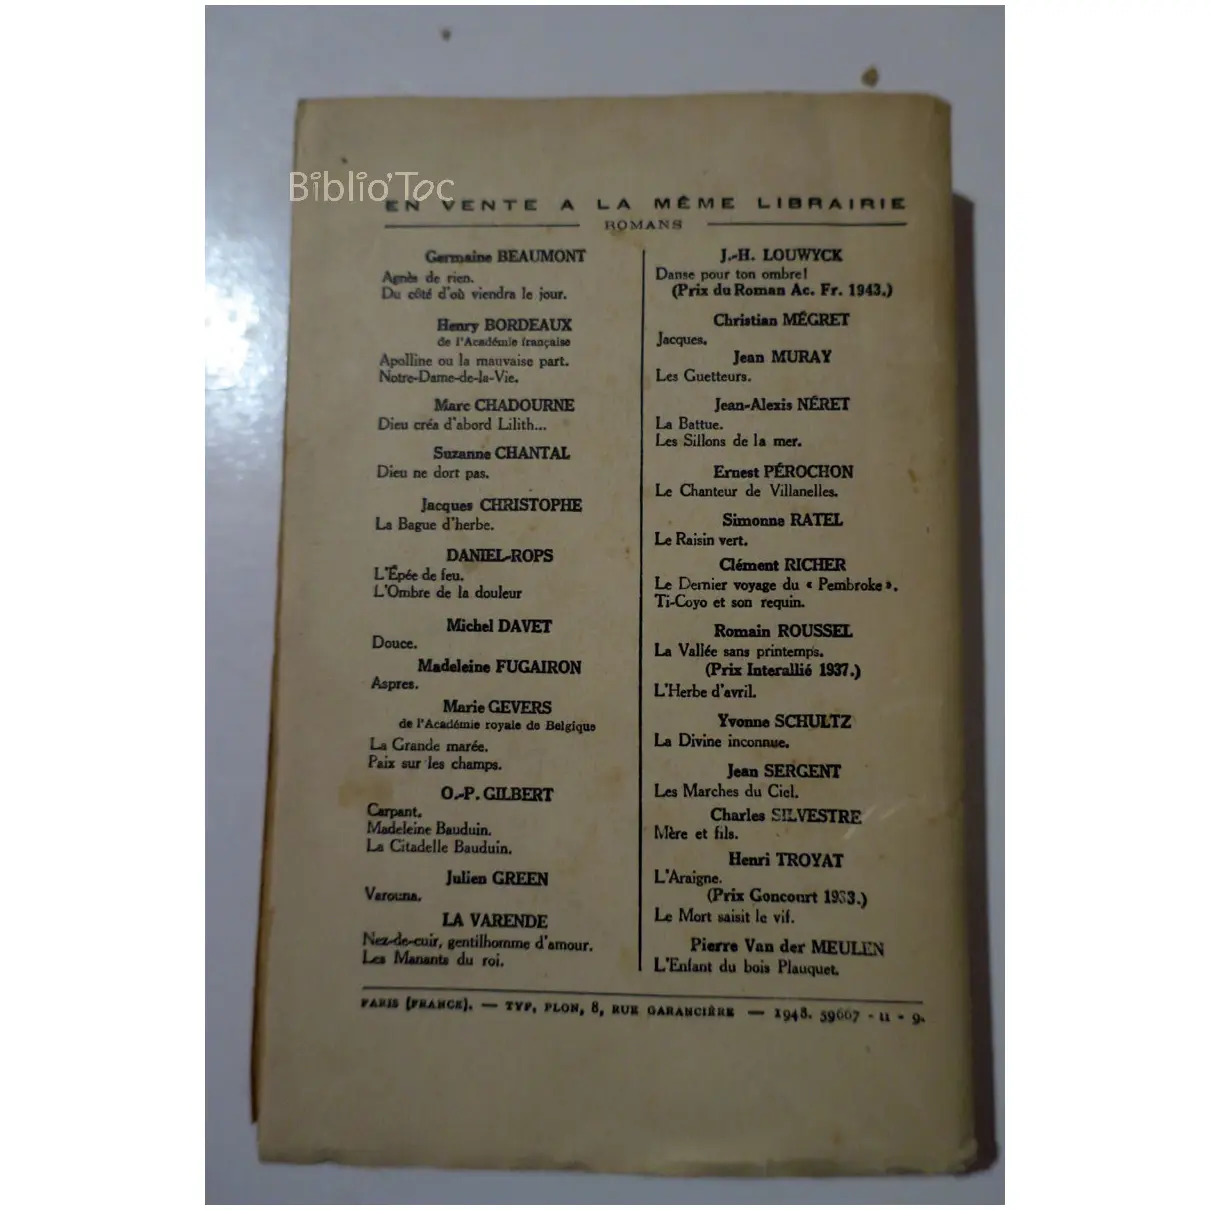 Biblio'Toc
EN VENTE A LA MÊME LIBRAIRIE
ROMANS
Germaine BEAUMONT
Agnès de rien.
Du côté d'où viendra le jour.
Henry BORDEAUX
de l'Académie française
Apolline ou la mauvaise part.
Notre-Dame-de-la-Vie.
Marc CHADOURNE
Dieu créa d'abord Lilith...
Suzanne CHANTAL
Dieu ne dort pas.
Jacques CHRISTOPHE
La Bague d'herbe.
DANIEL-ROPS
L'Épée de feu.
L'Ombre de la douleur
Michel DAVET
Douce.
Madeleine FUGAIRON
Aspres.
Marie GEVERS
de l'Académie royale de Belgique
La Grande marée.
Paix sur les champs.
O.-P. GILBERT
Carpant.
Madeleine Bauduin.
La Citadelle Bauduin.
Julien GREEN
Varouna.
LA VARENDE
Nez-de-cuir, gentilhomme d'amour.
Les Manants du roi.
J.-H. LOUWYCK
Danse pour ton ombre!
(Prix du Roman Ac. Fr. 1943.)
Christian MÉGRET
Jacques.
Jean MURAY
Les Guetteurs.
Jean-Alexis NÉRET
La Battue.
Les Sillons de la mer.
Ernest PÉROCHON
Le Chanteur de Villanelles.
Simonne RATEL
Le Raisin vert.
Clément RICHER
Le Dernier voyage du « Pembroke ».
Ti-Coyo et son requin.
Romain ROUSSEL
La Vallée sans printemps.
(Prix Interallié 1937.)
L'Herbe d'avril.
Yvonne SCHULTZ
La Divine inconnue.
Jean SERGENT
Les Marches du Ciel.
Charles SILVESTRE
Mère et fils.
Henri TROYAT
L'Araigne.
(Prix Goncourt 1933.)
Le Mort saisit le vif.
Pierre Van der MEULEN
L'Enfant du bois Plauquet.
PARIS (FRANCE). — TYP. PLON, 8, RUE GARANCIÈRE — 1948. 59667 - 11 - 9.